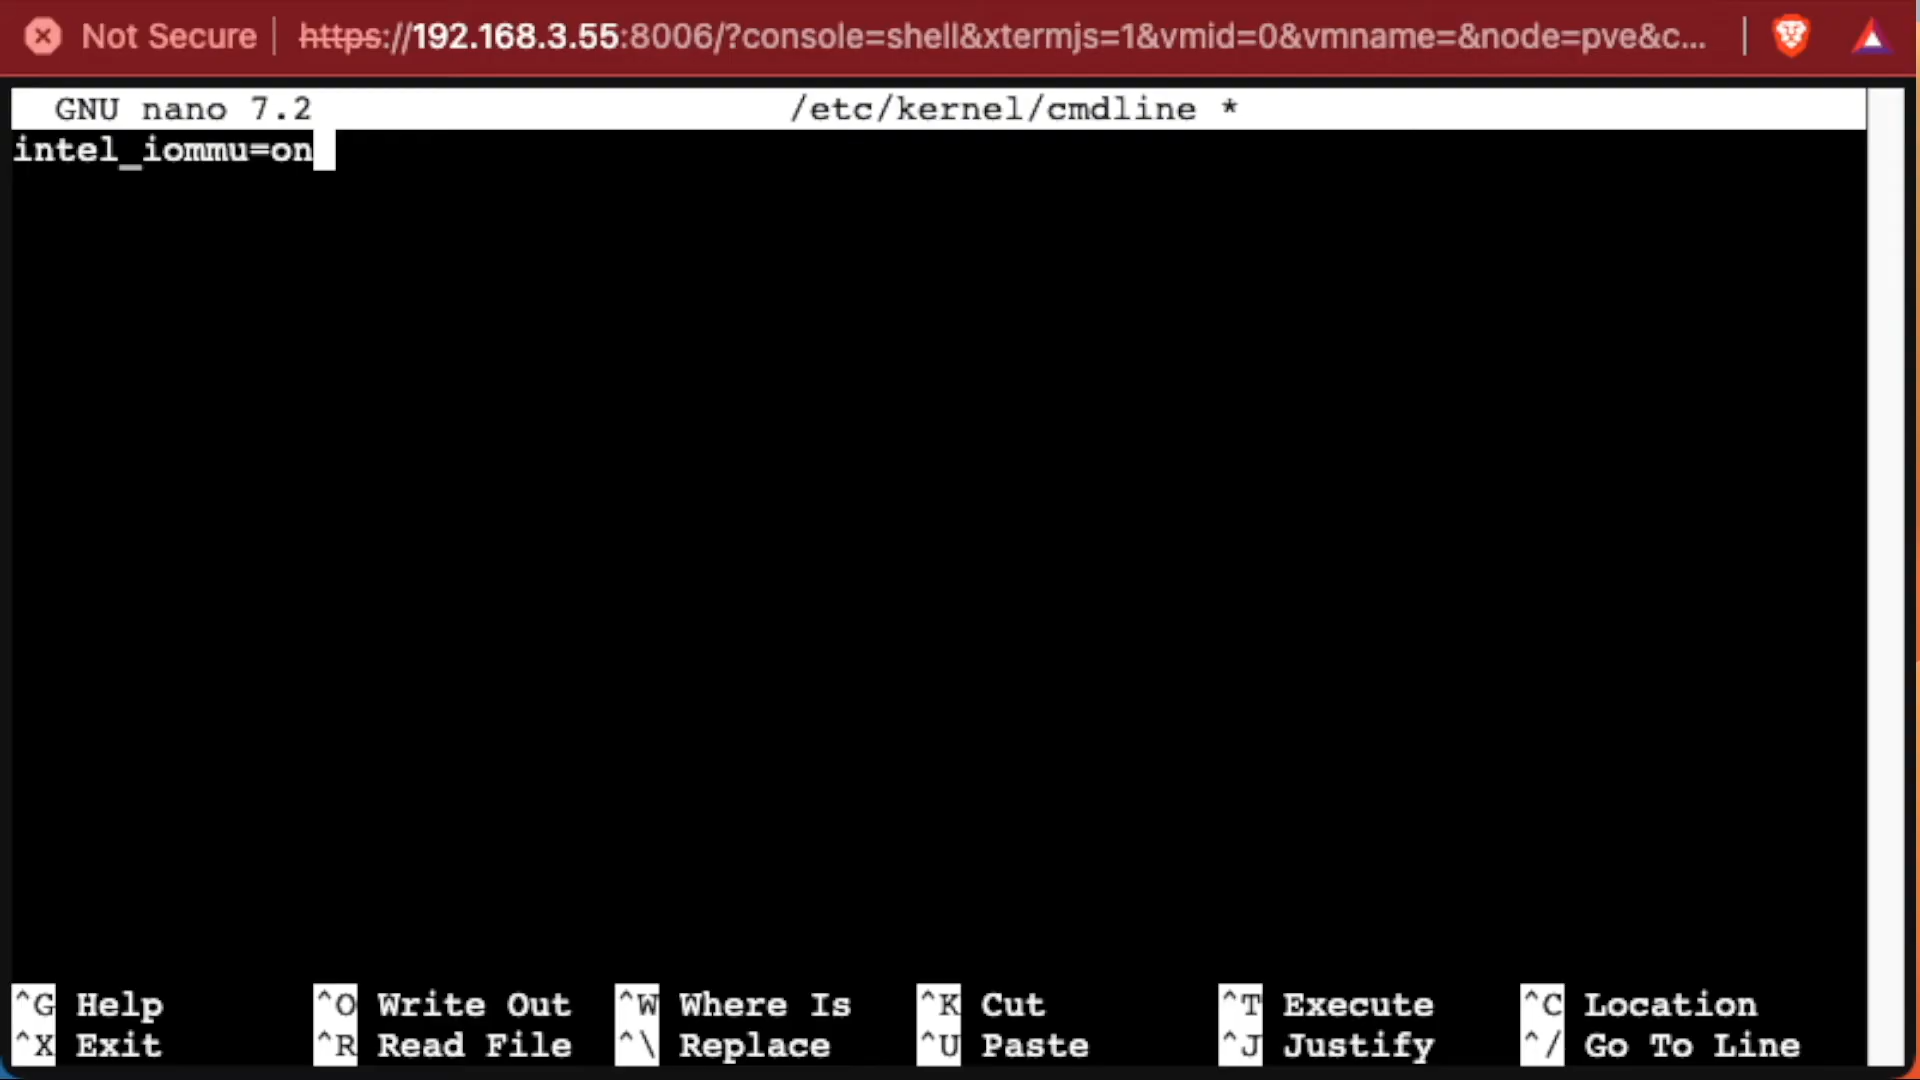 Not Secure https://192.168.3.55:8006/?console=shell&xtermjs=1&vmid=0&vmname=&node=pve&c...
GNU nano 7.2 /etc/kernel/cmdline *
intel_iommu=on
^G Help ^O Write Out ^W Where Is ^K Cut ^T Execute ^C Location
^X Exit ^R Read File ^\ Replace ^U Paste ^J Justify ^/ Go To Line